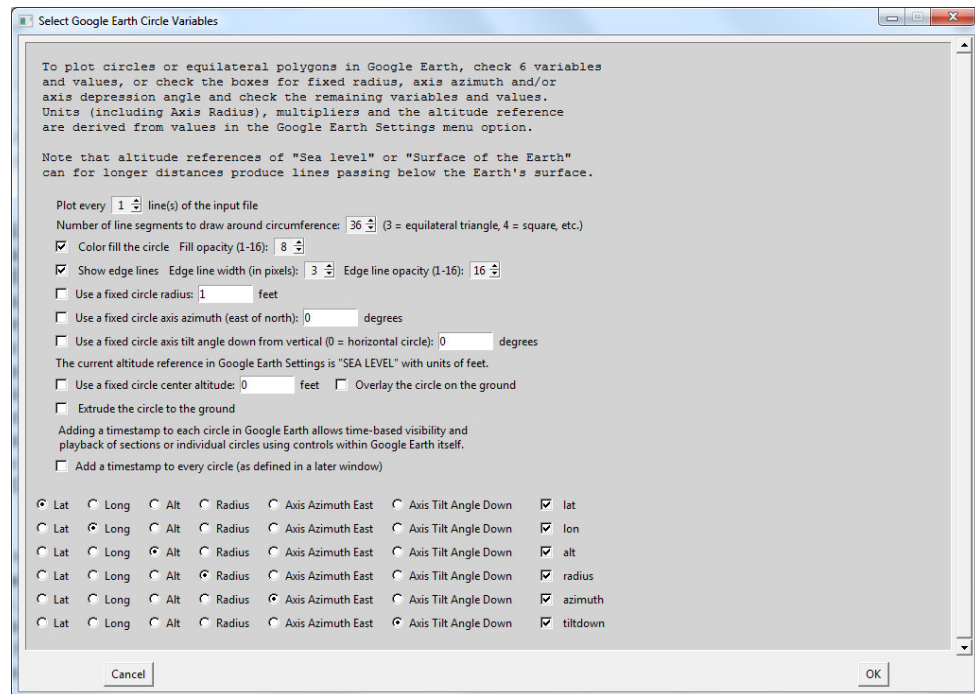 Select Google Earth Circle Variables
To plot circles or equilateral polygons in Google Earth, check 6 variables
and values, or check the boxes for fixed radius, axis azimuth and/or
axis depression angle and check the remaining variables and values.
Units (including Axis Radius), multipliers and the altitude reference
are derived from values in the Google Earth Settings menu option.
Note that altitude references of "Sea level" or "Surface of the Earth"
can for longer distances produce lines passing below the Earth's surface.
Plot every 1 line(s) of the input file
Number of line segments to draw around circumference: 36 (3 = equilateral triangle, 4 = square, etc.)
Color fill the circle Fill opacity (1-16): 8
Show edge lines Edge line width (in pixels): 3 Edge line opacity (1-16): 16
Use a fixed circle radius: 1 feet
Use a fixed circle axis azimuth (east of north): 0 degrees
Use a fixed circle axis tilt angle down from vertical (0 = horizontal circle): 0 degrees
The current altitude reference in Google Earth Settings is "SEA LEVEL" with units of feet.
Use a fixed circle center altitude: 0 feet Overlay the circle on the ground
Extrude the circle to the ground
Adding a timestamp to each circle in Google Earth allows time-based visibility and
playback of sections or individual circles using controls within Google Earth itself.
Add a timestamp to every circle (as defined in a later window)
Lat Long Alt Radius Axis Azimuth East Axis Tilt Angle Down lat
Lat Long Alt Radius Axis Azimuth East Axis Tilt Angle Down lon
Lat Long Alt Radius Axis Azimuth East Axis Tilt Angle Down alt
Lat Long Alt Radius Axis Azimuth East Axis Tilt Angle Down radius
Lat Long Alt Radius Axis Azimuth East Axis Tilt Angle Down azimuth
Lat Long Alt Radius Axis Azimuth East Axis Tilt Angle Down tiltdown
Cancel OK